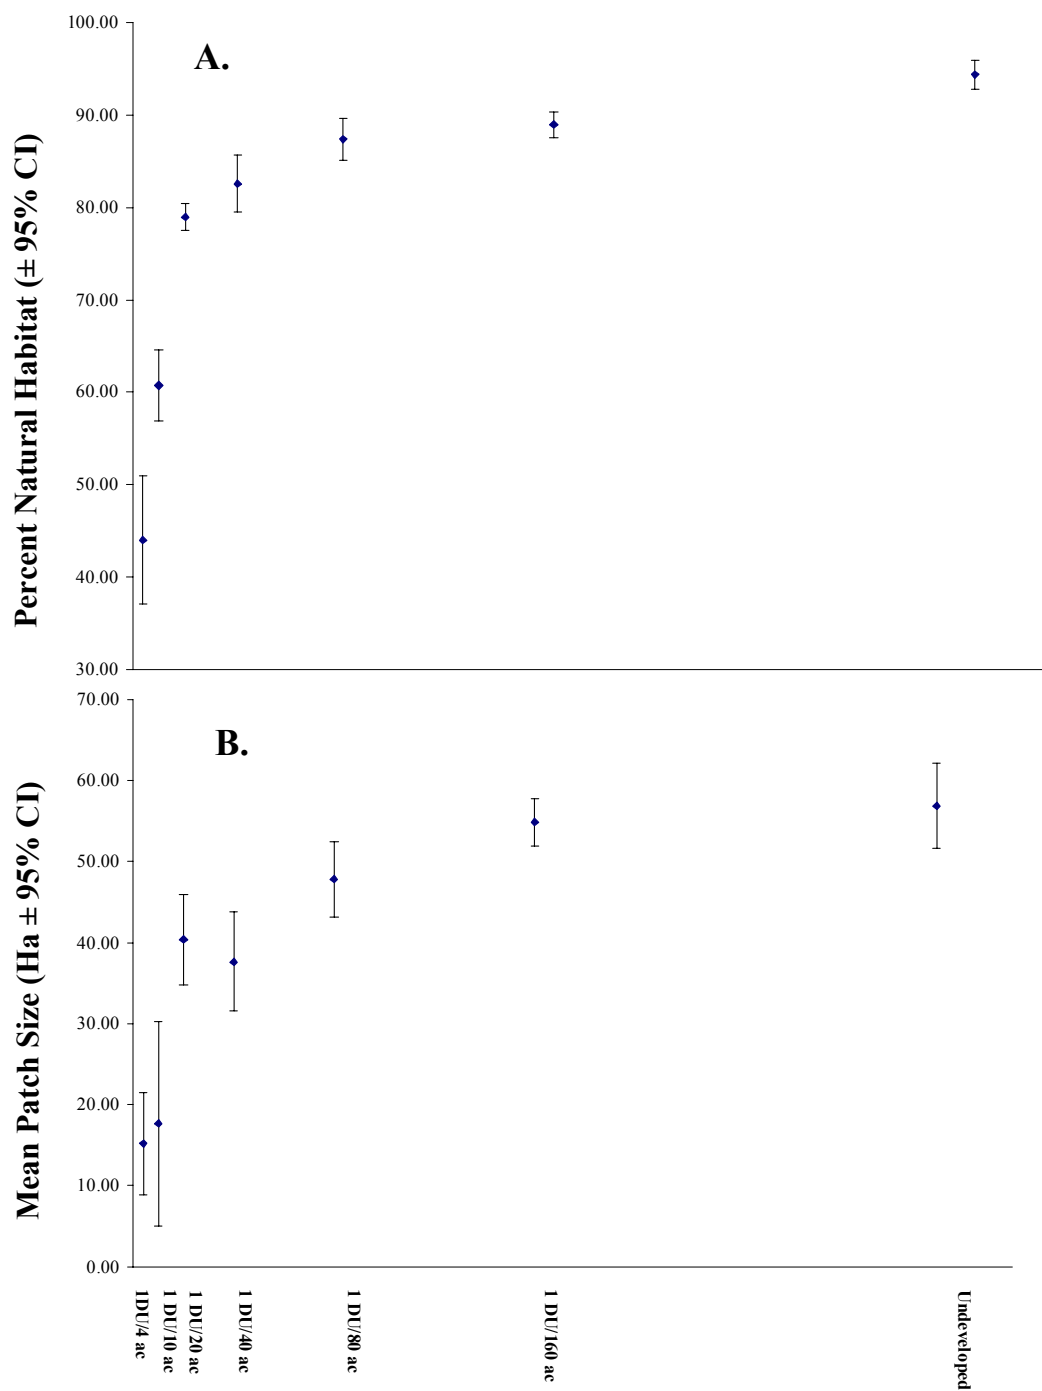 A.
Percent Natural Habitat (± 95% CI)
100.00
90.00
80.00
70.00
60.00
50.00
40.00
30.00
B.
Mean Patch Size (Ha ± 95% CI)
70.00
60.00
50.00
40.00
30.00
20.00
10.00
0.00
1DU/4 ac
1 DU/10 ac
1 DU/20 ac
1 DU/40 ac
1 DU/80 ac
1 DU/160 ac
Undeveloped